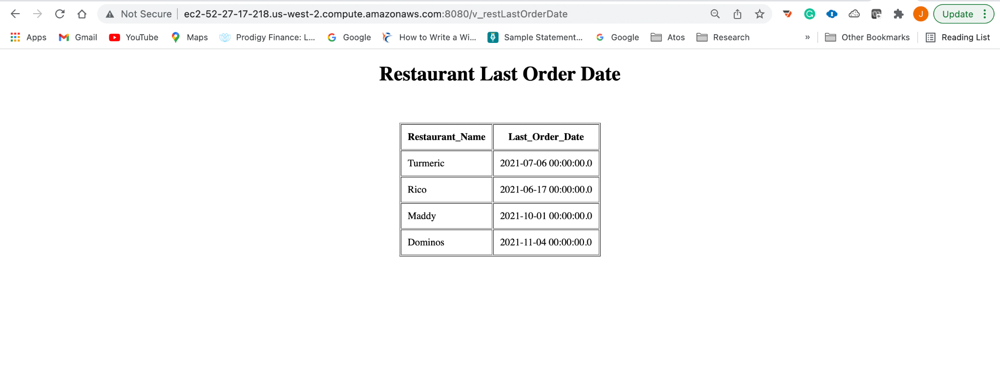 Not Secure ec2-52-27-17-218.us-west-2.compute.amazonaws.com:8080/v_restLastOrderDate J Update
Apps Gmail YouTube Maps Prodigy Finance: L... Google How to Write a Wi... Sample Statement... Google Atos Research » Other Bookmarks Reading List
Restaurant Last Order Date
Restaurant_Name Last_Order_Date
Turmeric 2021-07-06 00:00:00.0
Rico 2021-06-17 00:00:00.0
Maddy 2021-10-01 00:00:00.0
Dominos 2021-11-04 00:00:00.0